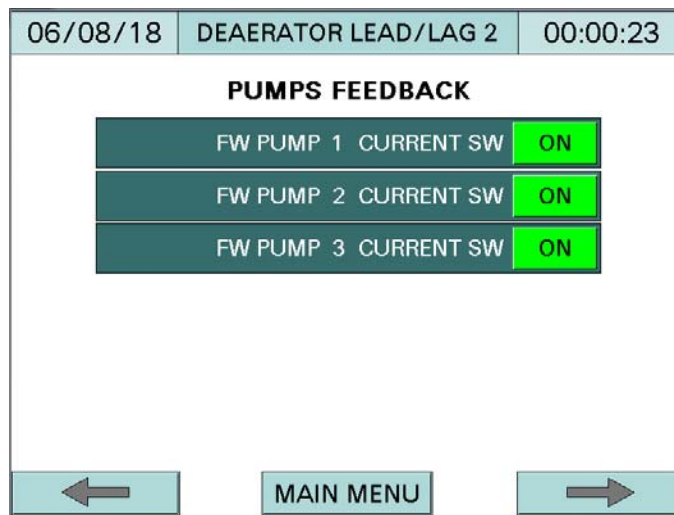 06/08/18 DEAERATOR LEAD/LAG 2 00:00:23
PUMPS FEEDBACK
FW PUMP 1 CURRENT SW ON
FW PUMP 2 CURRENT SW ON
FW PUMP 3 CURRENT SW ON
MAIN MENU